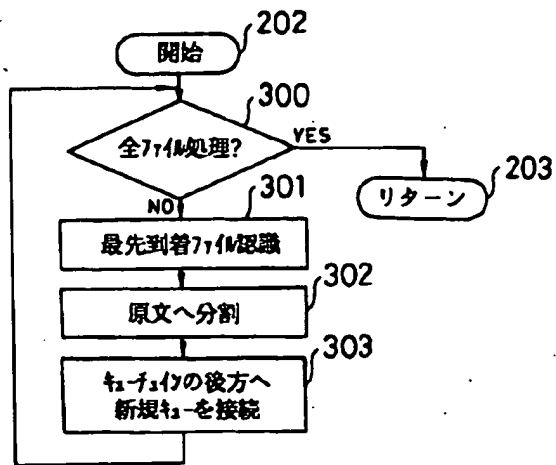 202
開始
300
全ファイル処理?
YES
203
リターン
NO
301
最先到着ファイル認識
302
原文へ分割
303
キューチェインの後方へ
新規キューを接続